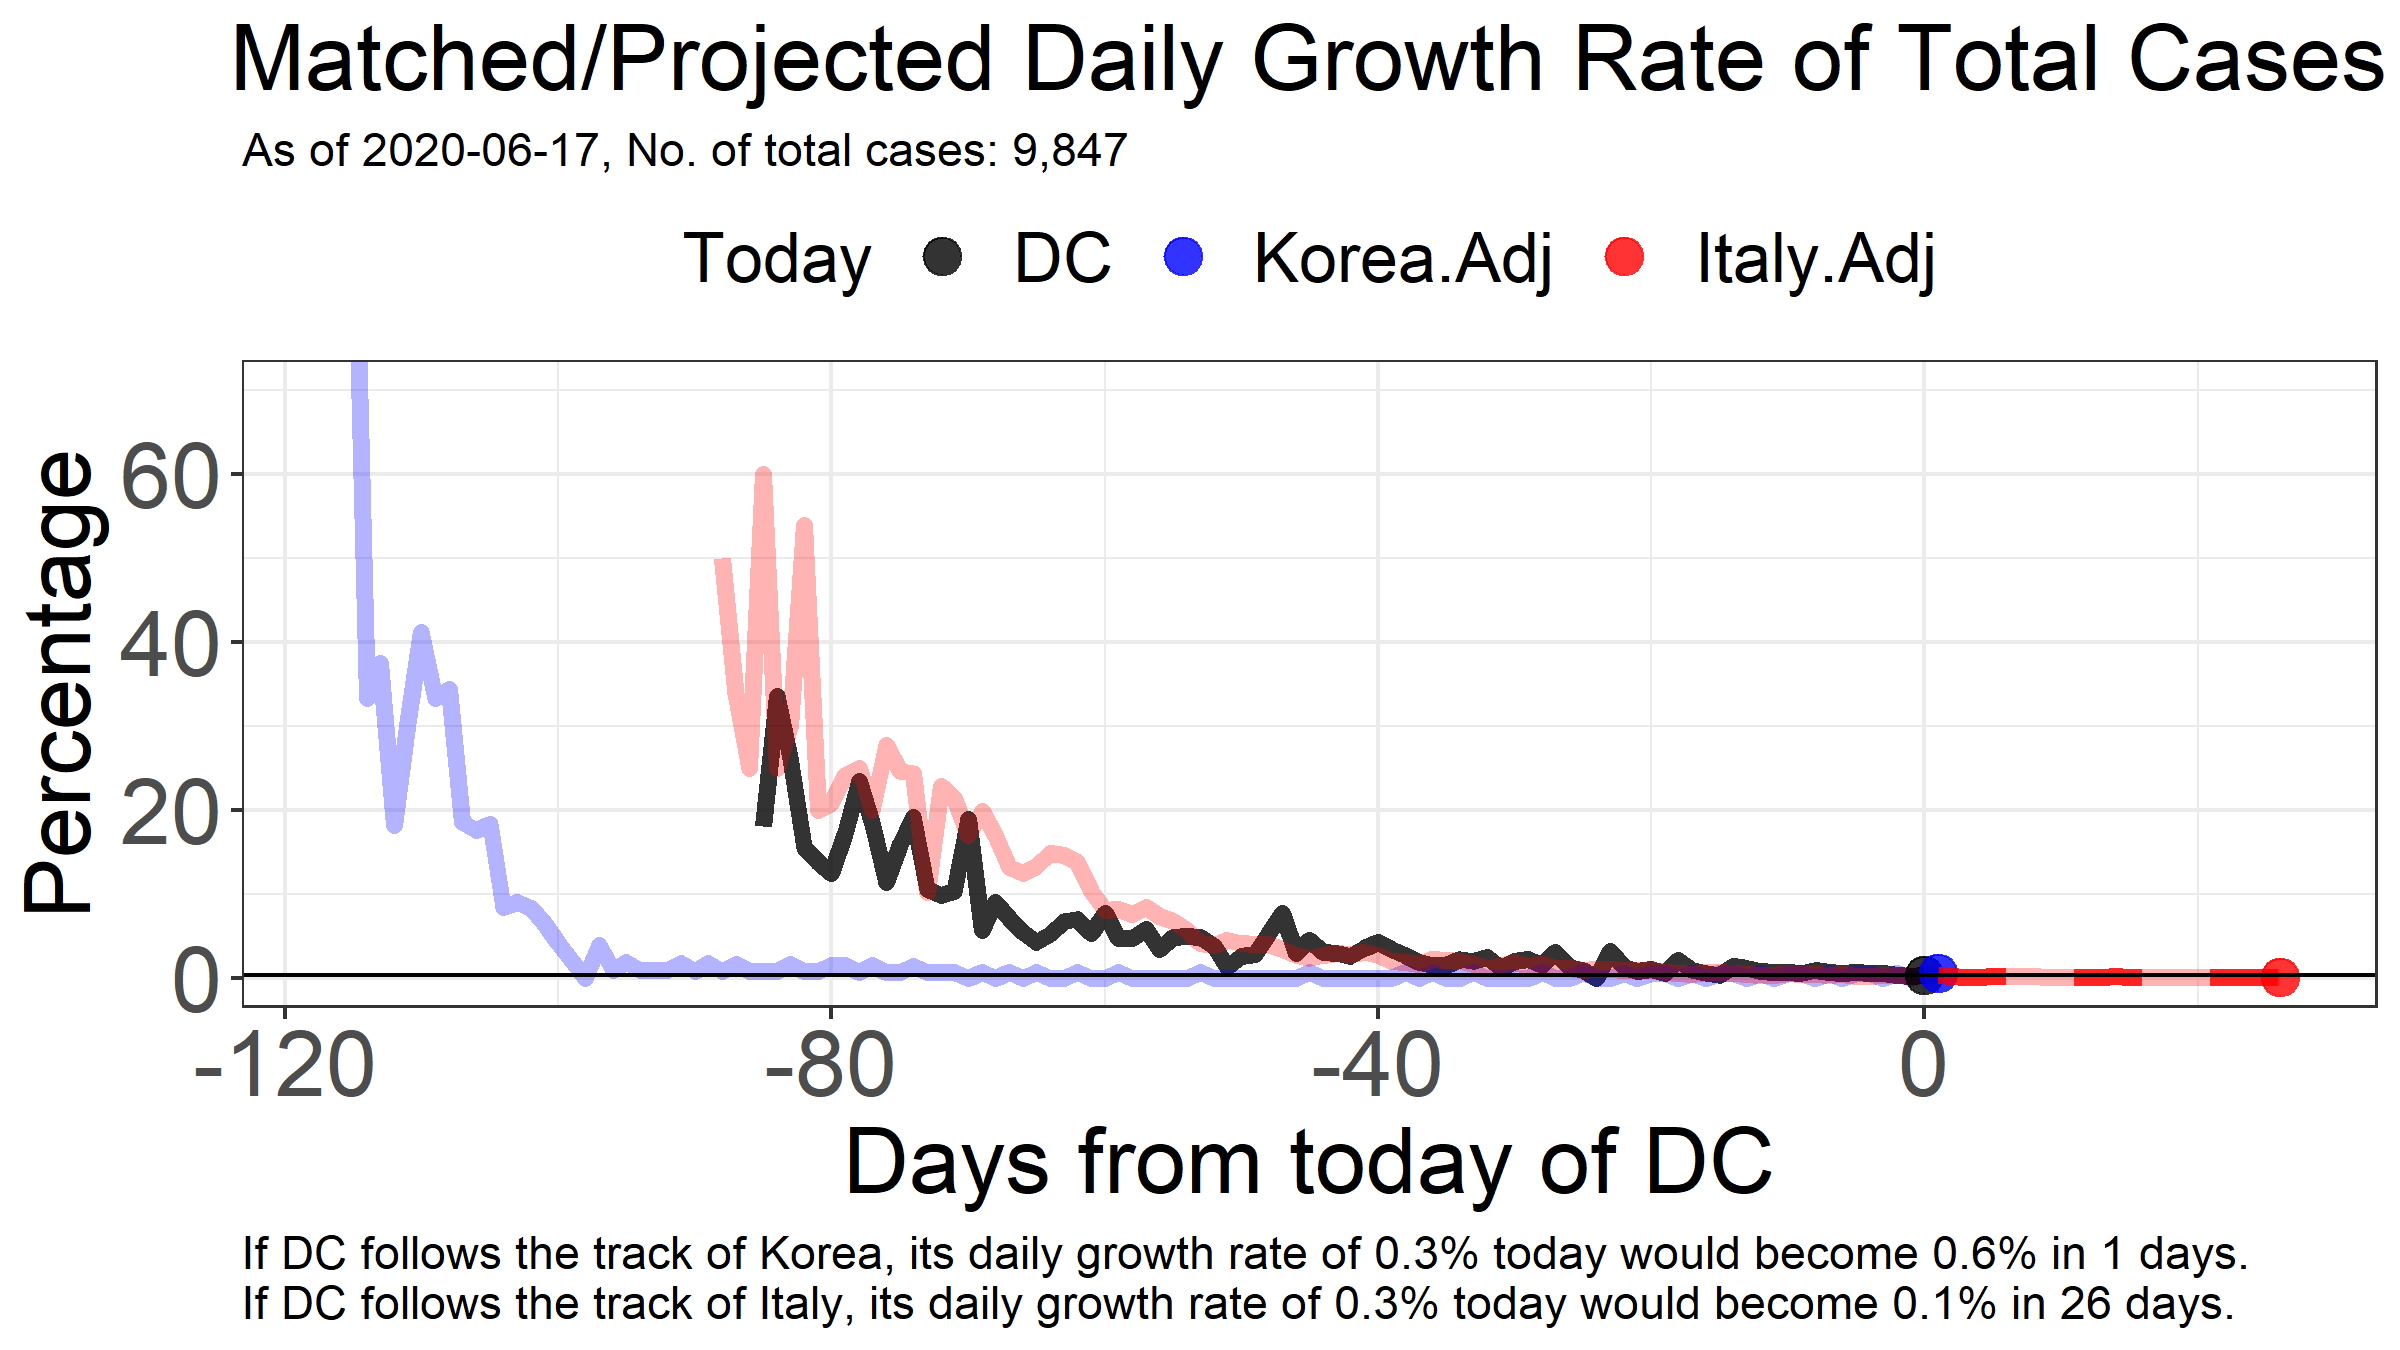 Matched/Projected Daily Growth Rate of Total Cases
As of 2020-06-17, No. of total cases: 9,847
Today DC Korea.Adj Italy.Adj
Percentage
60
40
20
0
-120 -80 -40 0
Days from today of DC
If DC follows the track of Korea, its daily growth rate of 0.3% today would become 0.6% in 1 days.
If DC follows the track of Italy, its daily growth rate of 0.3% today would become 0.1% in 26 days.